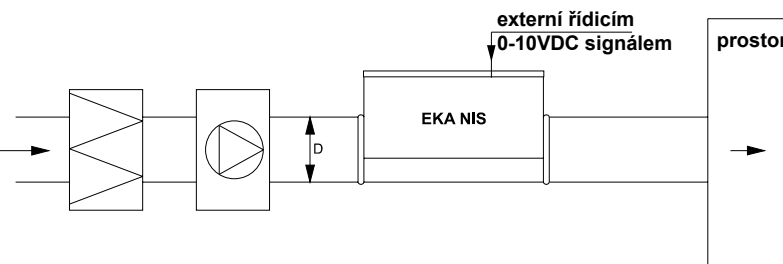 externí řídicím
0-10VDC signálem
prostor
EKA NIS
D